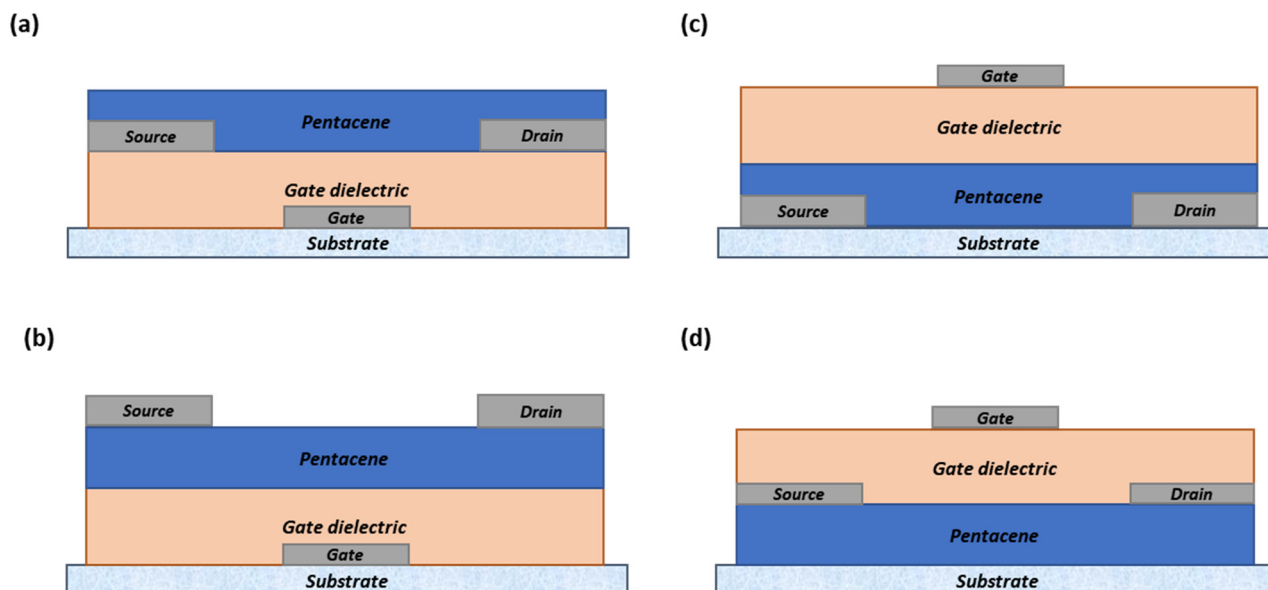 (a)
Pentacene
Source
Drain
Gate dielectric
Gate
Substrate
(b)
Source
Drain
Pentacene
Gate dielectric
Gate
Substrate
(c)
Gate
Gate dielectric
Pentacene
Source
Drain
Substrate
(d)
Gate
Gate dielectric
Source
Drain
Pentacene
Substrate